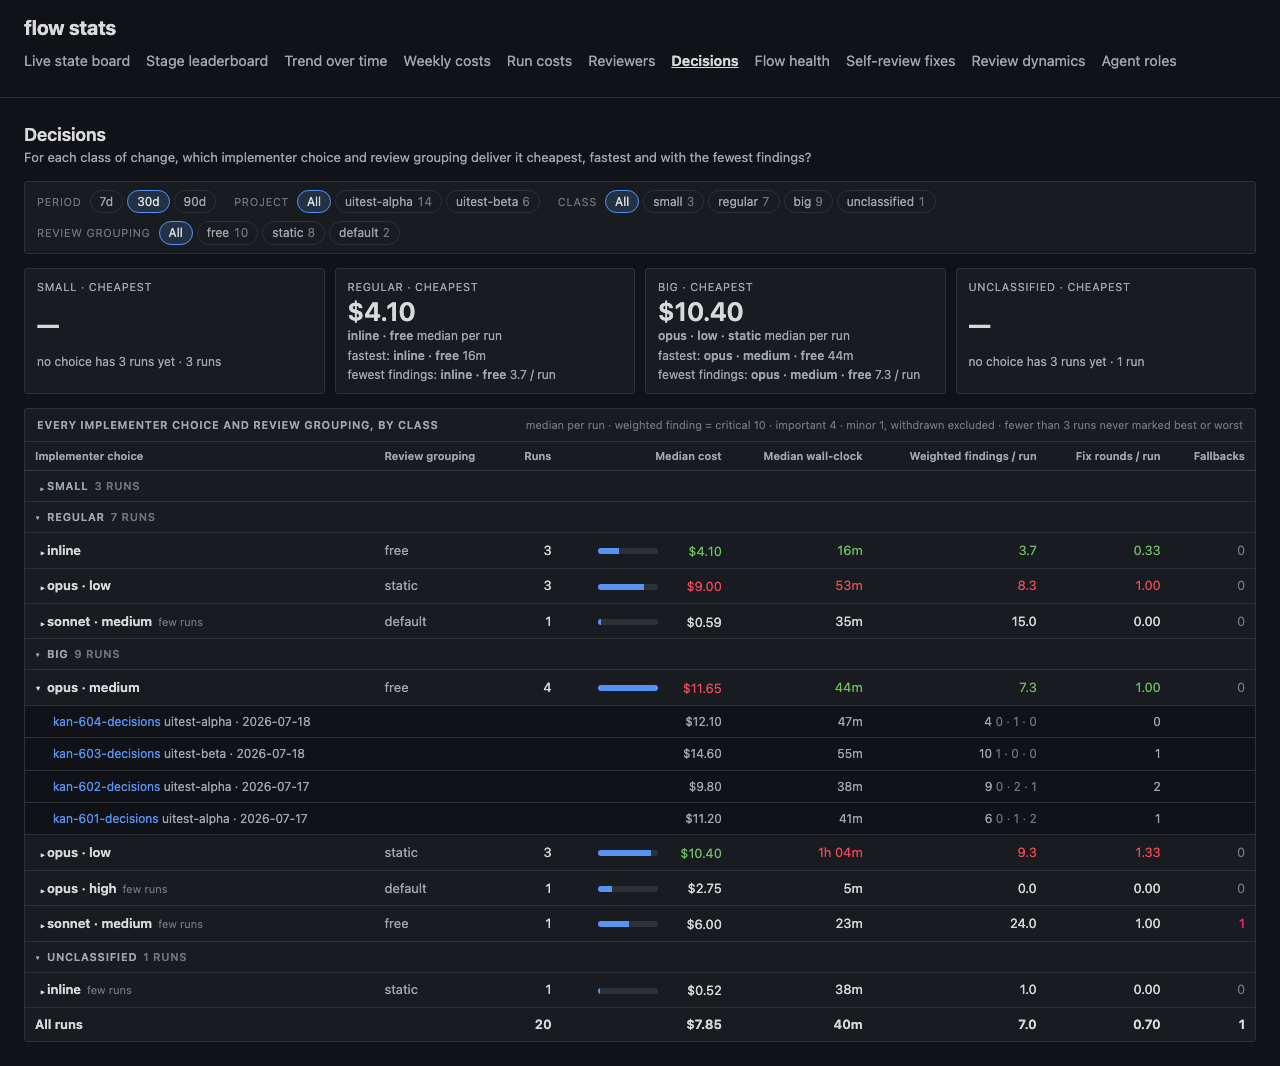 flow stats
Live state board Stage leaderboard Trend over time Weekly costs Run costs Reviewers Decisions Flow health Self-review fixes Review dynamics Agent roles
Decisions
For each class of change, which implementer choice and review grouping deliver it cheapest, fastest and with the fewest findings?
PERIOD 7d 30d 90d PROJECT All uitest-alpha 14 uitest-beta 6 CLASS All small 3 regular 7 big 9 unclassified 1
REVIEW GROUPING All free 10 static 8 default 2
SMALL · CHEAPEST
—
no choice has 3 runs yet · 3 runs
REGULAR · CHEAPEST
$4.10
inline · free median per run
fastest: inline · free 16m
fewest findings: inline · free 3.7 / run
BIG · CHEAPEST
$10.40
opus · low · static median per run
fastest: opus · medium · free 44m
fewest findings: opus · medium · free 7.3 / run
UNCLASSIFIED · CHEAPEST
—
no choice has 3 runs yet · 1 run
EVERY IMPLEMENTER CHOICE AND REVIEW GROUPING, BY CLASS median per run · weighted finding = critical 10 · important 4 · minor 1, withdrawn excluded · fewer than 3 runs never marked best or worst
Implementer choice Review grouping Runs Median cost Median wall-clock Weighted findings / run Fix rounds / run Fallbacks
▸ SMALL 3 RUNS
▾ REGULAR 7 RUNS
▸ inline free 3 $4.10 16m 3.7 0.33 0
▸ opus · low static 3 $9.00 53m 8.3 1.00 0
▸ sonnet · medium few runs default 1 $0.59 35m 15.0 0.00 0
▾ BIG 9 RUNS
▾ opus · medium free 4 $11.65 44m 7.3 1.00 0
kan-604-decisions uitest-alpha · 2026-07-18 $12.10 47m 4 0 · 1 · 0 0
kan-603-decisions uitest-beta · 2026-07-18 $14.60 55m 10 1 · 0 · 0 1
kan-602-decisions uitest-alpha · 2026-07-17 $9.80 38m 9 0 · 2 · 1 2
kan-601-decisions uitest-alpha · 2026-07-17 $11.20 41m 6 0 · 1 · 2 1
▸ opus · low static 3 $10.40 1h 04m 9.3 1.33 0
▸ opus · high few runs default 1 $2.75 5m 0.0 0.00 0
▸ sonnet · medium few runs free 1 $6.00 23m 24.0 1.00 1
▾ UNCLASSIFIED 1 RUNS
▸ inline few runs static 1 $0.52 38m 1.0 0.00 0
All runs 20 $7.85 40m 7.0 0.70 1